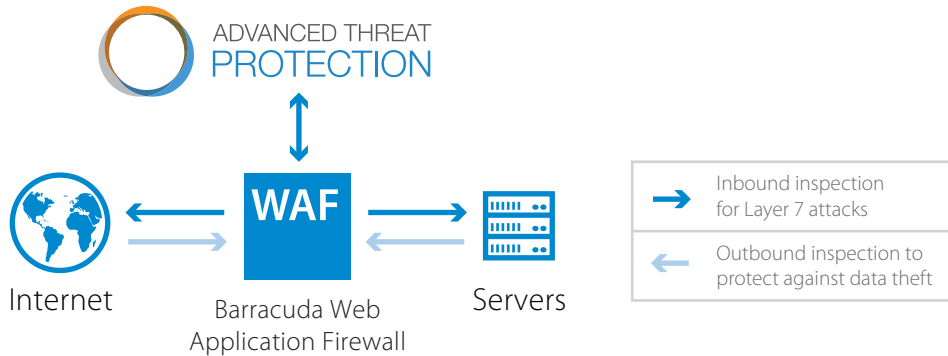 ADVANCED THREAT
PROTECTION
WAF
Internet
Barracuda Web
Application Firewall
Servers
Inbound inspection
for Layer 7 attacks
Outbound inspection to
protect against data theft